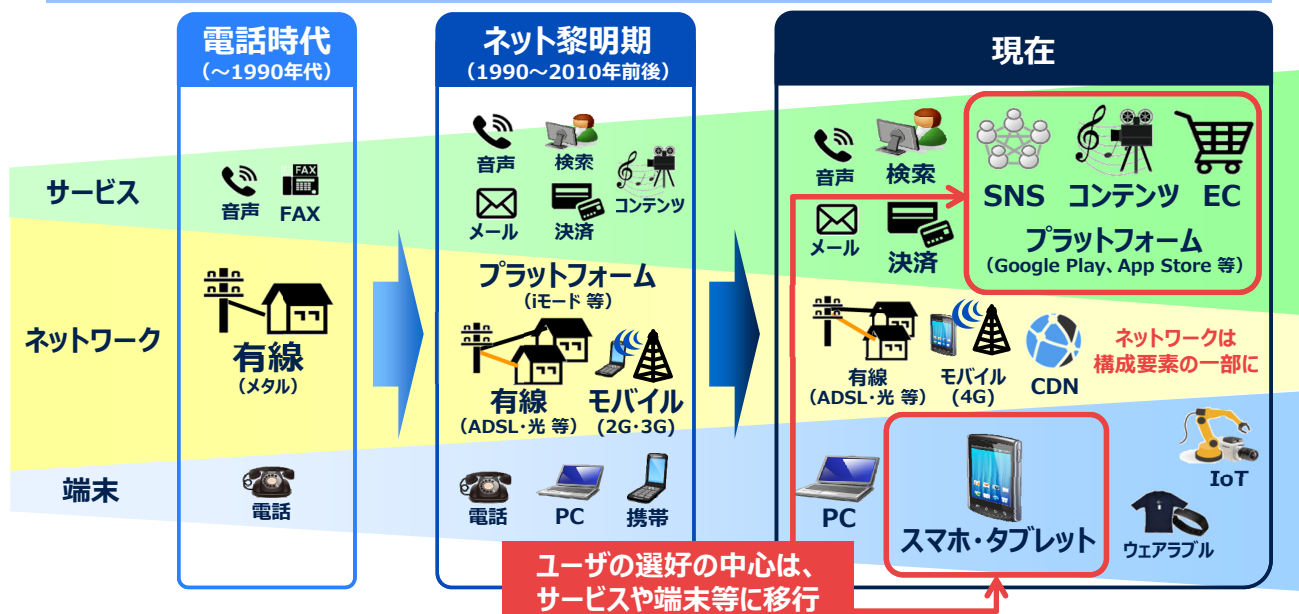 電話時代
（～1990年代）
ネット黎明期
（1990～2010年前後）
現在
サービス
ネットワーク
端末
音声
FAX
FAX
有線
（メタル）
電話
音声
検索
コンテンツ
メール
決済
プラットフォーム
（iモード 等）
有線
（ADSL・光 等）
モバイル
(2G・3G)
電話
PC
携帯
音声
検索
メール
決済
SNS
コンテンツ
EC
プラットフォーム
（Google Play、App Store 等）
有線
（ADSL・光 等）
モバイル
(4G)
CDN
ネットワークは
構成要素の一部に
PC
スマホ・タブレット
IoT
ウェアラブル
ユーザの選好の中心は、
サービスや端末等に移行